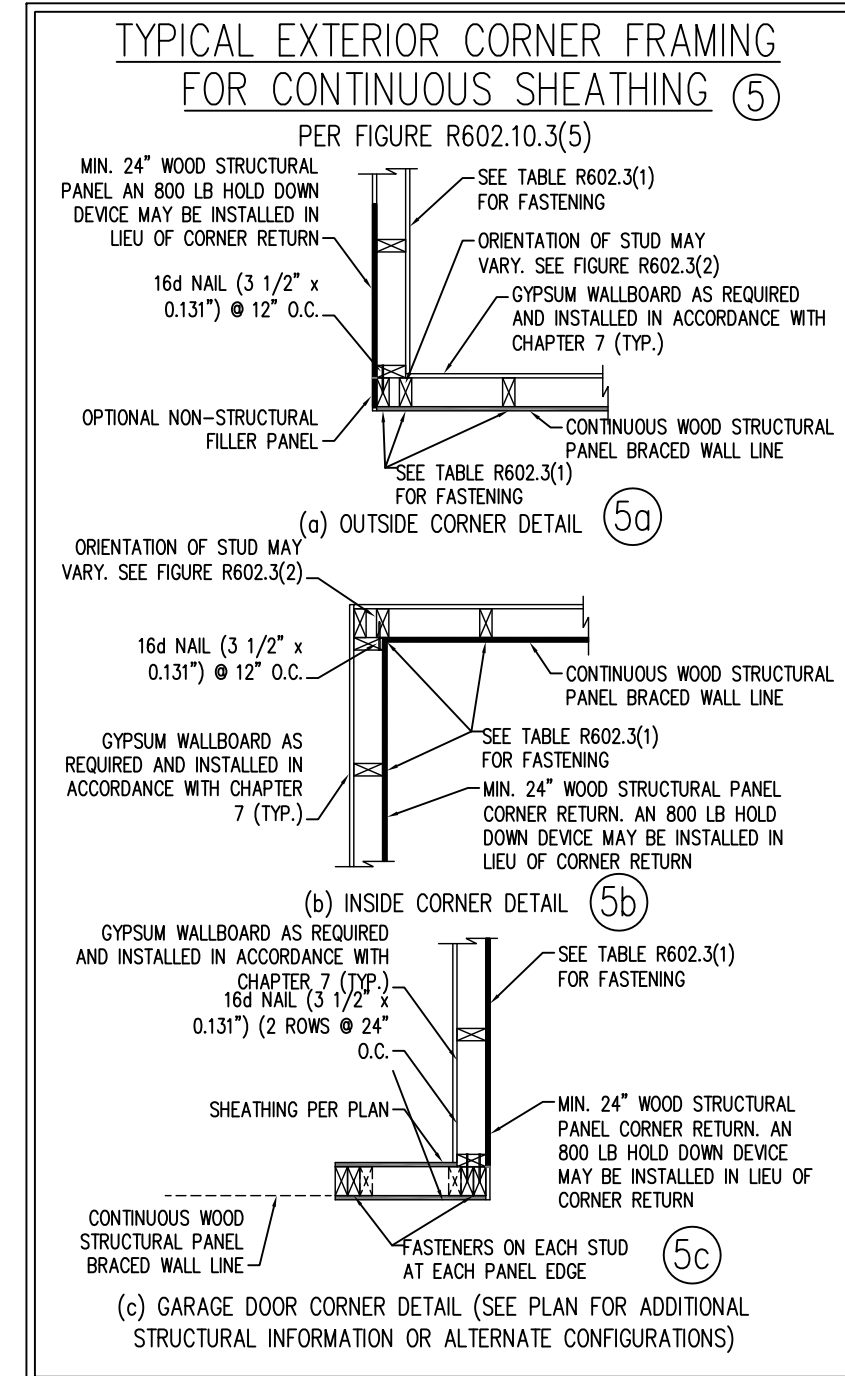 TYPICAL EXTERIOR CORNER FRAMING
FOR CONTINUOUS SHEATHING 5
PER FIGURE R602.10.3(5)
MIN. 24" WOOD STRUCTURAL
PANEL AN 800 LB HOLD DOWN
DEVICE MAY BE INSTALLED IN
LIEU OF CORNER RETURN
16d NAIL (3 1/2" x
0.131") @ 12" O.C.
OPTIONAL NON-STRUCTURAL
FILLER PANEL
SEE TABLE R602.3(1)
FOR FASTENING
ORIENTATION OF STUD MAY
VARY. SEE FIGURE R602.3(2)
GYPSUM WALLBOARD AS REQUIRED
AND INSTALLED IN ACCORDANCE WITH
CHAPTER 7 (TYP.)
CONTINUOUS WOOD STRUCTURAL
PANEL BRACED WALL LINE
SEE TABLE R602.3(1)
FOR FASTENING
(a) OUTSIDE CORNER DETAIL 5a
ORIENTATION OF STUD MAY
VARY. SEE FIGURE R602.3(2)
16d NAIL (3 1/2" x
0.131") @ 12" O.C.
GYPSUM WALLBOARD AS
REQUIRED AND INSTALLED IN
ACCORDANCE WITH CHAPTER
7 (TYP.)
CONTINUOUS WOOD STRUCTURAL
PANEL BRACED WALL LINE
SEE TABLE R602.3(1)
FOR FASTENING
MIN. 24" WOOD STRUCTURAL PANEL
CORNER RETURN. AN 800 LB HOLD
DOWN DEVICE MAY BE INSTALLED IN
LIEU OF CORNER RETURN
(b) INSIDE CORNER DETAIL 5b
GYPSUM WALLBOARD AS REQUIRED
AND INSTALLED IN ACCORDANCE WITH
CHAPTER 7 (TYP.)
16d NAIL (3 1/2" x
0.131") (2 ROWS @ 24"
O.C.
SHEATHING PER PLAN
CONTINUOUS WOOD
STRUCTURAL PANEL
BRACED WALL LINE
SEE TABLE R602.3(1)
FOR FASTENING
MIN. 24" WOOD STRUCTURAL
PANEL CORNER RETURN. AN
800 LB HOLD DOWN DEVICE
MAY BE INSTALLED IN LIEU OF
CORNER RETURN
FASTENERS ON EACH STUD
AT EACH PANEL EDGE
5c
(c) GARAGE DOOR CORNER DETAIL (SEE PLAN FOR ADDITIONAL
STRUCTURAL INFORMATION OR ALTERNATE CONFIGURATIONS)